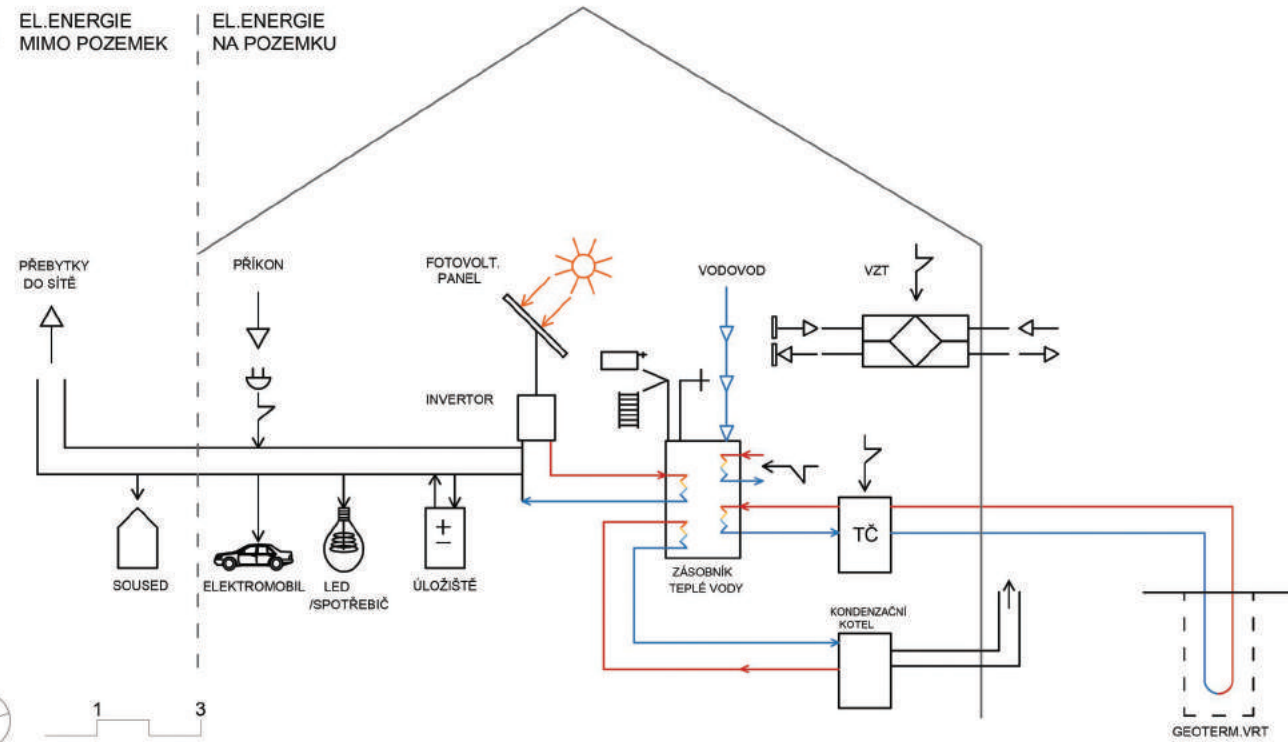 EL.ENERGIE
MIMO POZEMEK
EL.ENERGIE
NA POZEMKU
PŘEBYTKY
DO SÍTĚ
PŘÍKON
FOTOVOLT.
PANEL
VODOVOD
VZT
INVERTOR
TČ
SOUSED
ELEKTROMOBIL
LED
/SPOTŘEBIČ
ÚLOŽIŠTĚ
ZÁSOBNÍK
TEPLÉ VODY
KONDENZAČNÍ
KOTEL
1
3
GEOTERM.VRT